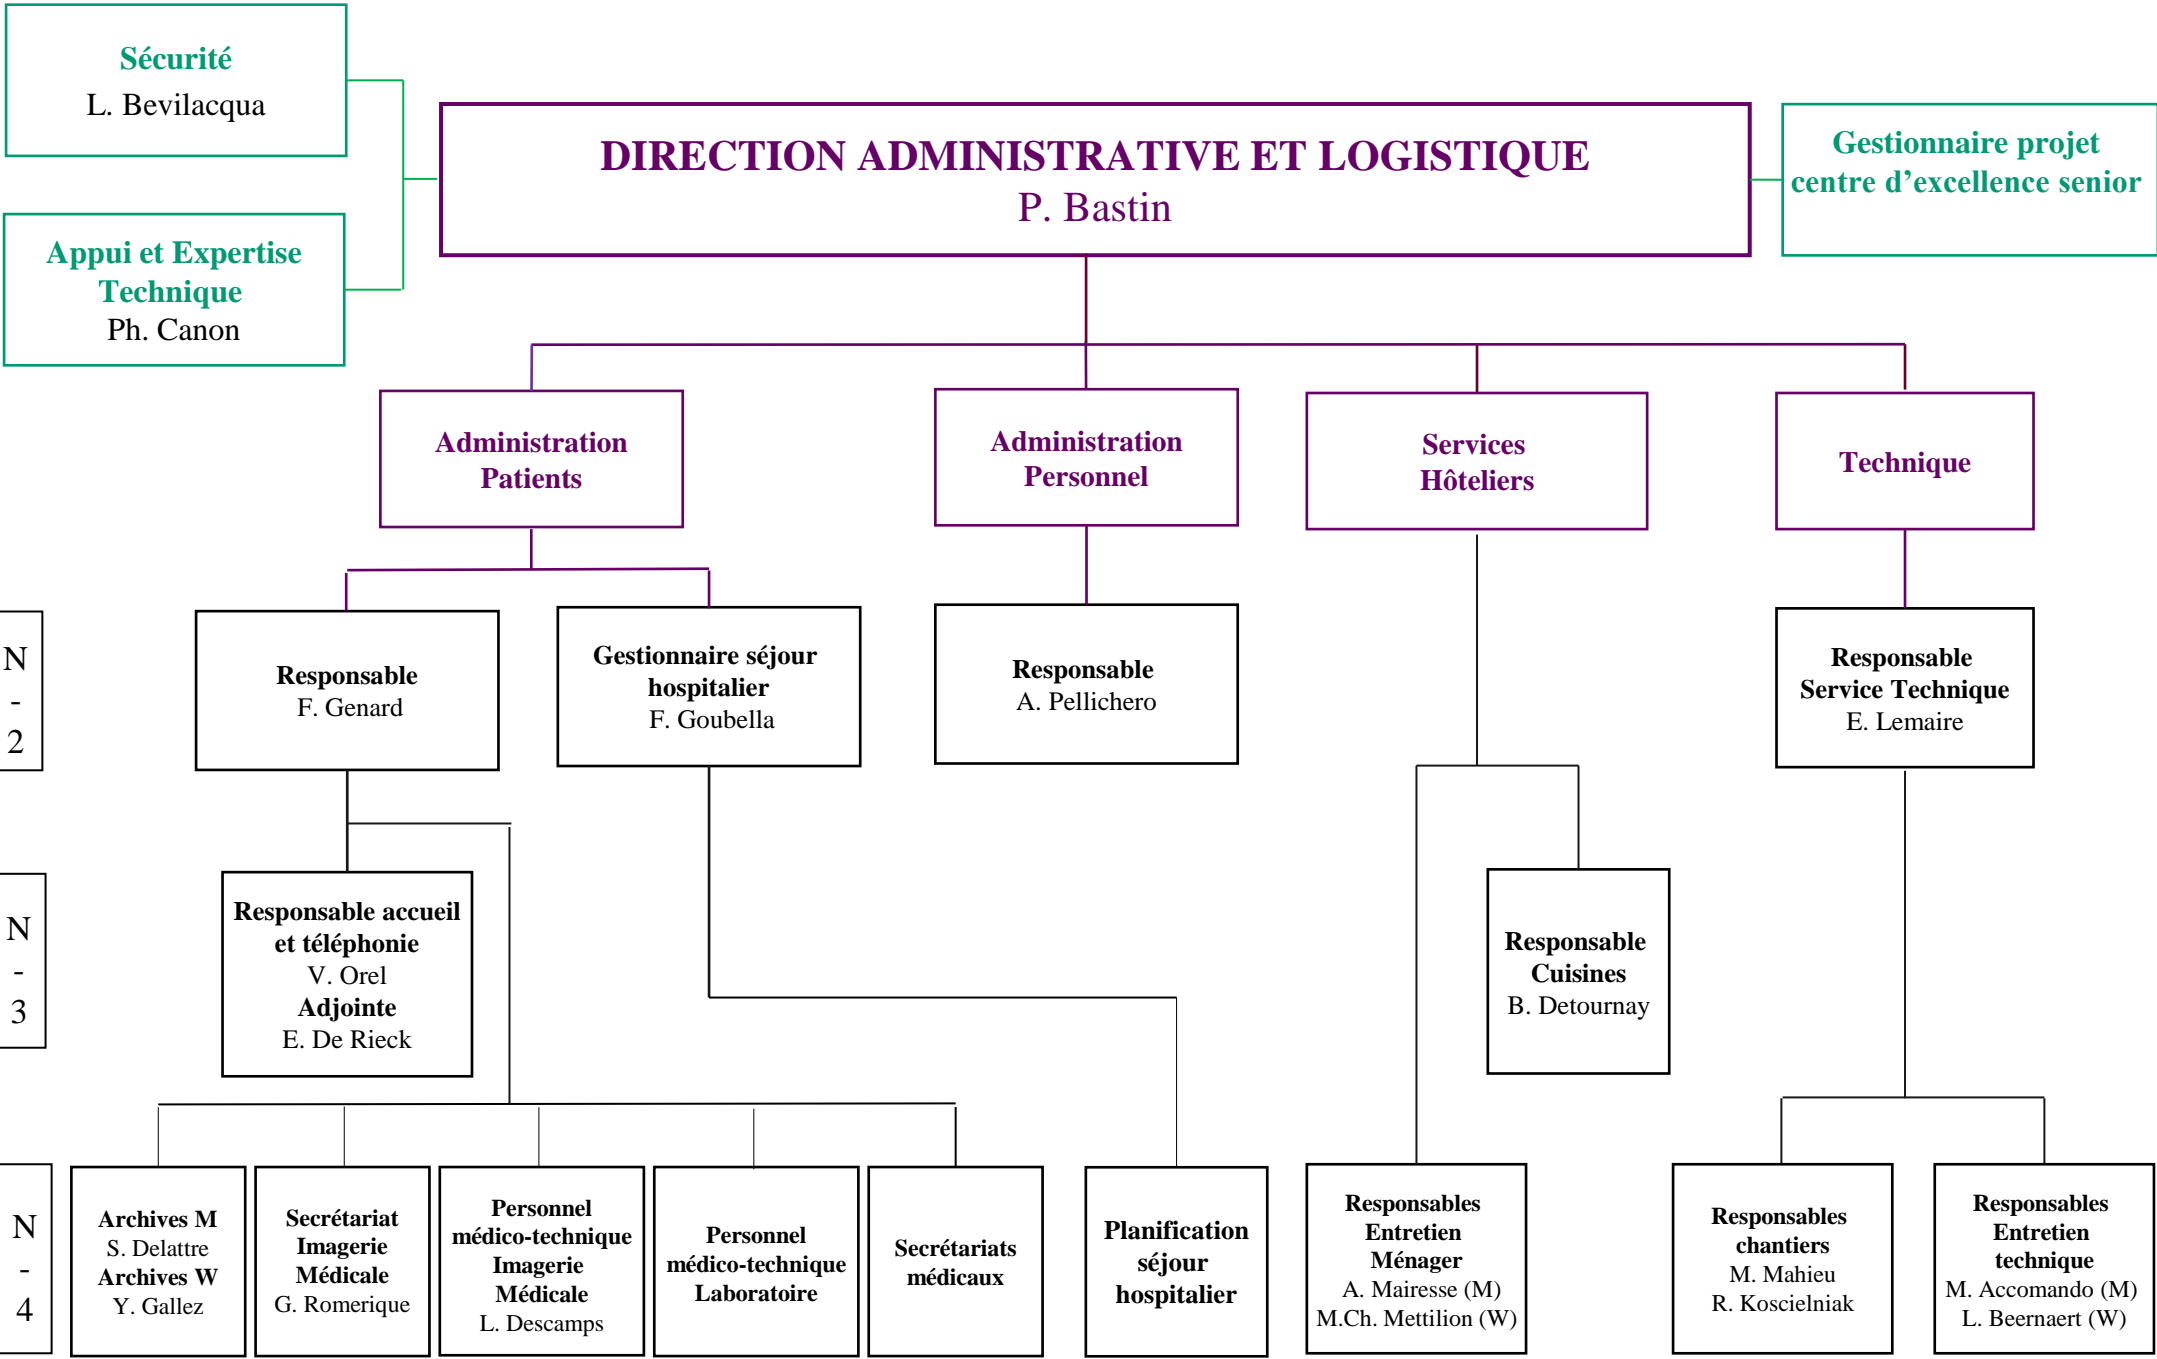 Sécurité
L. Bevilacqua
Appui et Expertise
Technique
Ph. Canon
DIRECTION ADMINISTRATIVE ET LOGISTIQUE
P. Bastin
Gestionnaire projet
centre d’excellence senior
Administration
Patients
Administration
Personnel
Services
Hôteliers
Technique
N
-
2
Responsable
F. Genard
Gestionnaire séjour
hospitalier
F. Goubella
Responsable
A. Pellichero
Responsable
Service Technique
E. Lemaire
N
-
3
Responsable accueil
et téléphonie
V. Orel
Adjointe
E. De Rieck
Responsable
Cuisines
B. Detournay
N
-
4
Archives M
S. Delattre
Archives W
Y. Gallez
Secrétariat
Imagerie
Médicale
G. Romerique
Personnel
médico-technique
Imagerie
Médicale
L. Descamps
Personnel
médico-technique
Laboratoire
Secrétariats
médicaux
Planification
séjour
hospitalier
Responsables
Entretien
Ménager
A. Mairesse (M)
M.Ch. Mettilion (W)
Responsables
chantiers
M. Mahieu
R. Koscielniak
Responsables
Entretien
technique
M. Accomando (M)
L. Beernaert (W)